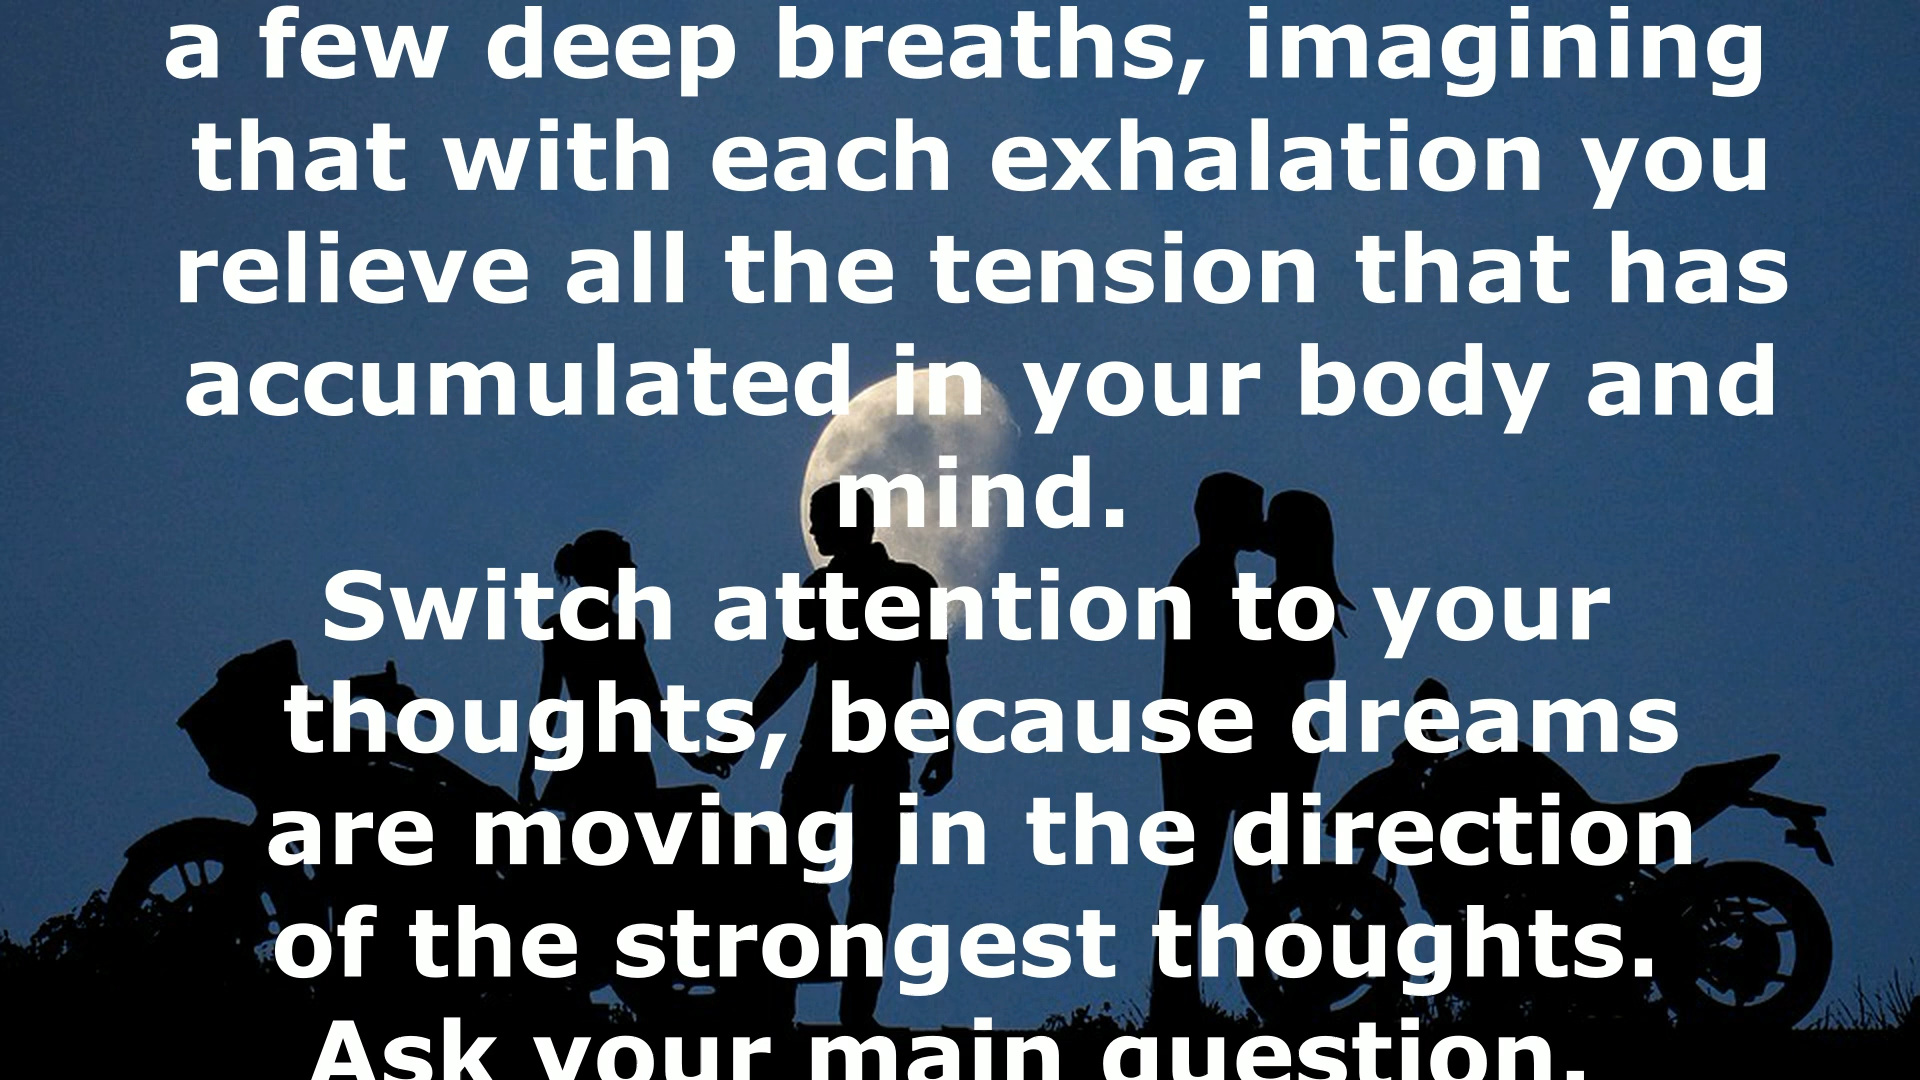 a few deep breaths, imagining
that with each exhalation you
relieve all the tension that has
accumulated in your body and
mind.
Switch attention to your
thoughts, because dreams
are moving in the direction
of the strongest thoughts.
Ask your main question.